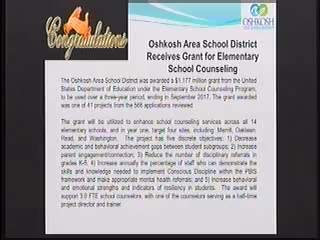 Congratulations
OSHKOSH
Oshkosh Area School District
Receives Grant for Elementary
School Counseling
The Oshkosh Area School District was awarded a $1.177 million grant from the United
States Department of Education under the Elementary School Counseling Program,
to be used over a three-year period, ending in September 2017. The grant awarded
was one of 41 projects from the 566 applications reviewed.
The grant will be utilized to enhance school counseling services across all 14
elementary schools, and in year one, target four sites, including: Merrill, Oaklawn,
Read, and Washington. The project has five discrete objectives: 1) Decrease
academic and behavioral achievement gaps between student subgroups; 2) Increase
parent engagement/connection; 3) Reduce the number of disciplinary referrals in
grades K-5; 4) Increase annually the percentage of staff who can demonstrate the
skills and knowledge needed to implement Conscious Discipline within the PBIS
framework and make appropriate mental health referrals; and 5) Increase behavioral
and emotional strengths and indicators of resiliency in students. The award will
support 3.0 FTE school counselors, with one of the counselors serving as a half-time
project director and trainer.